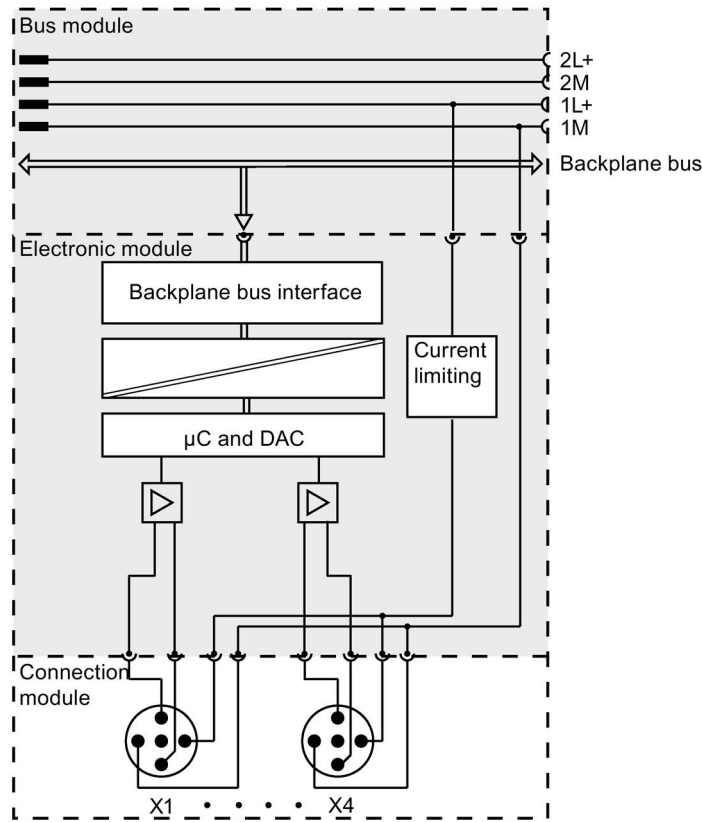 Bus module
2L+
2M
1L+
1M
Backplane bus
Electronic module
Backplane bus interface
Current
limiting
µC and DAC
Connection
module
X1 · · · · X4